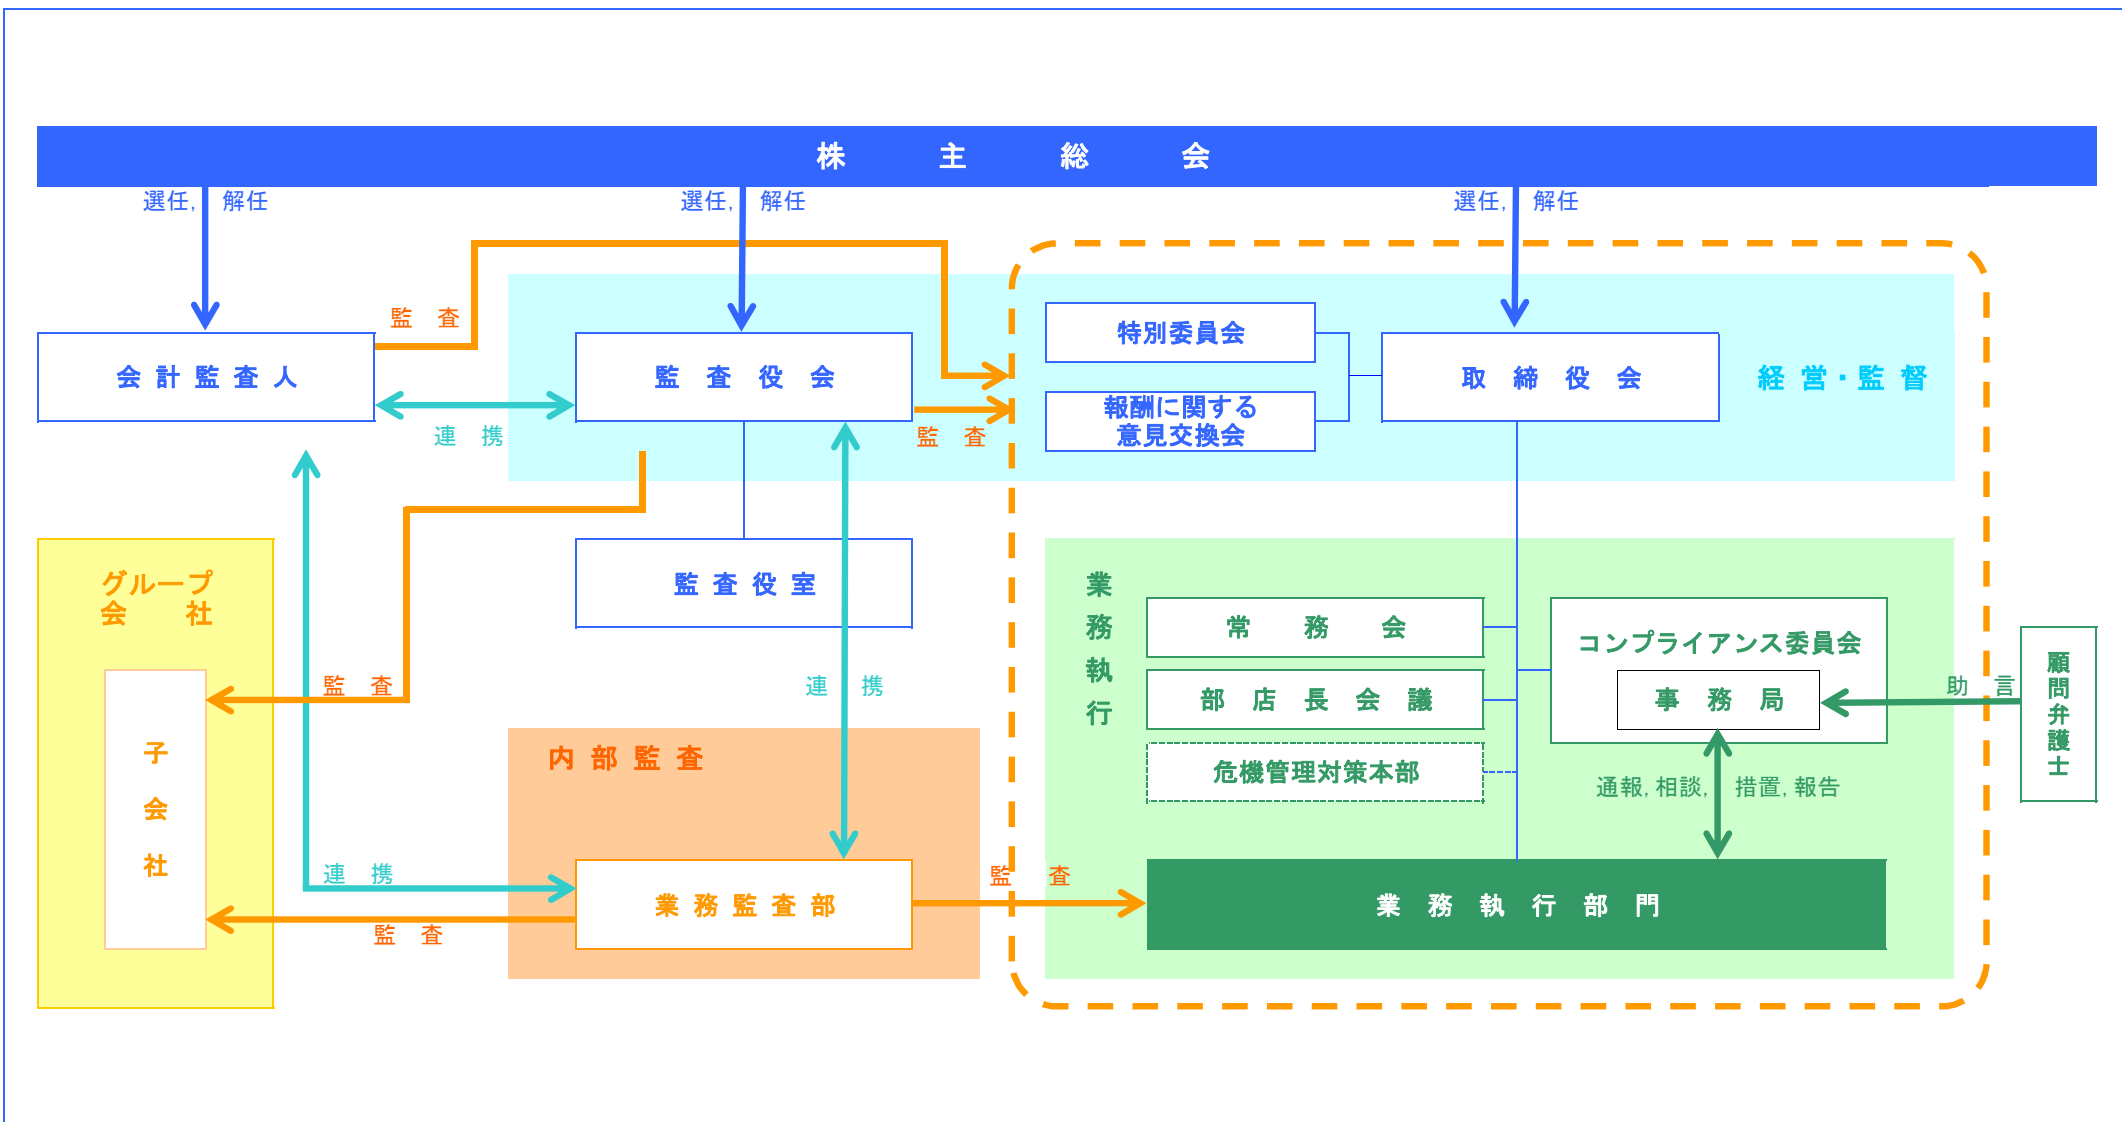 株主総会
選任, 解任
選任, 解任
選任, 解任
監査
特別委員会
会計監査人
監査役会
取締役会
経営・監督
報酬に関する
意見交換会
連携
監査
グループ
会社
監査役室
業務執行
常務会
コンプライアンス委員会
部店長会議
事務局
助言
顧問弁護士
監査
連携
子会社
内部監査
危機管理対策本部
通報, 相談, 措置, 報告
連携
監査
業務監査部
業務執行部門
監査